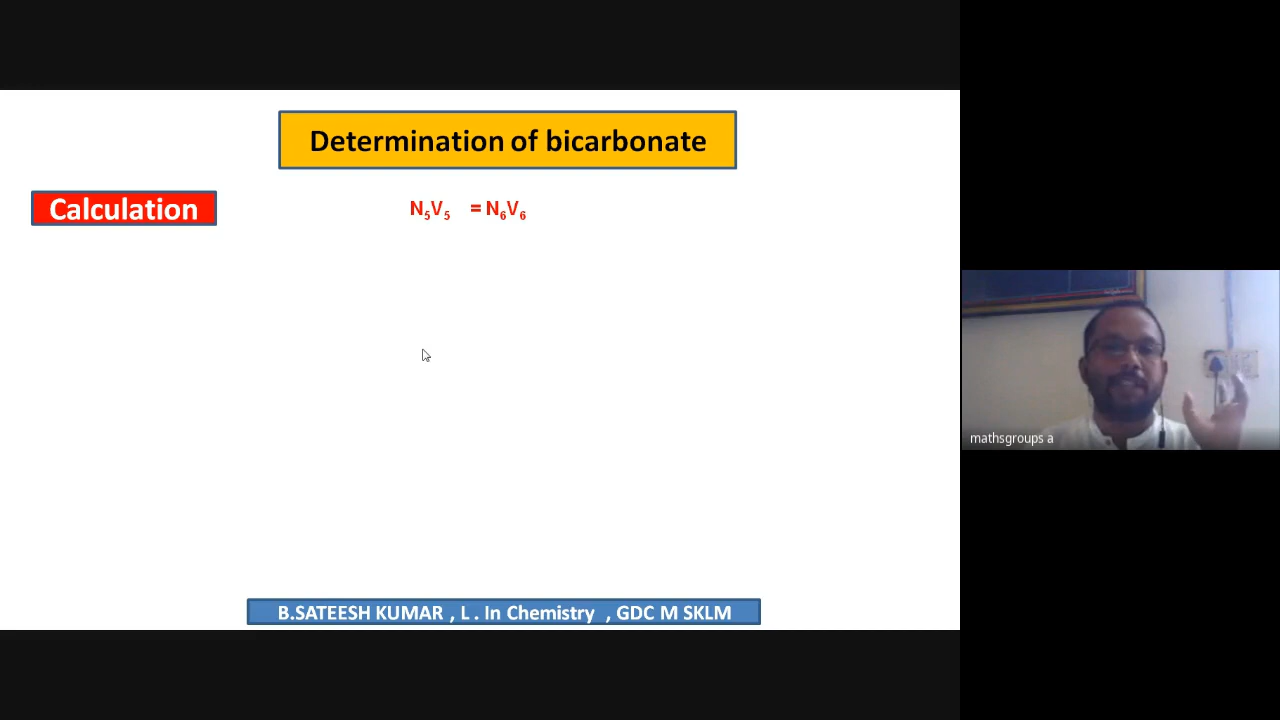 Determination of bicarbonate
Calculation
N₅V₅ = N₆V₆
mathsgroups a
B.SATEESH KUMAR , L . In Chemistry , GDC M SKLM